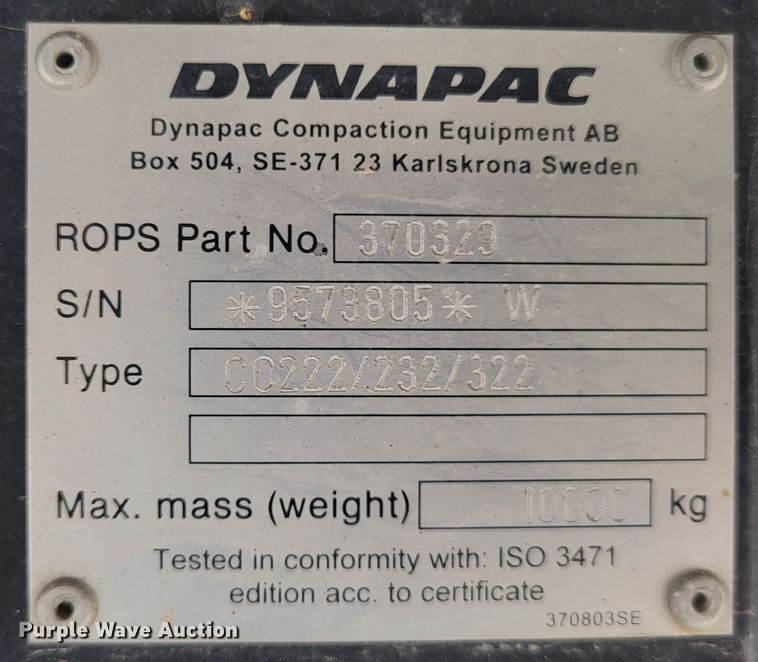 DYNAPAC
Dynapac Compaction Equipment AB
Box 504, SE-371 23 Karlskrona Sweden
ROPS Part No. 370329
S/N *9573805* W
Type CC222/232/322
Max. mass (weight) 10000 kg
Tested in conformity with: ISO 3471
edition acc. to certificate
370803SE
Purple Wave Auction